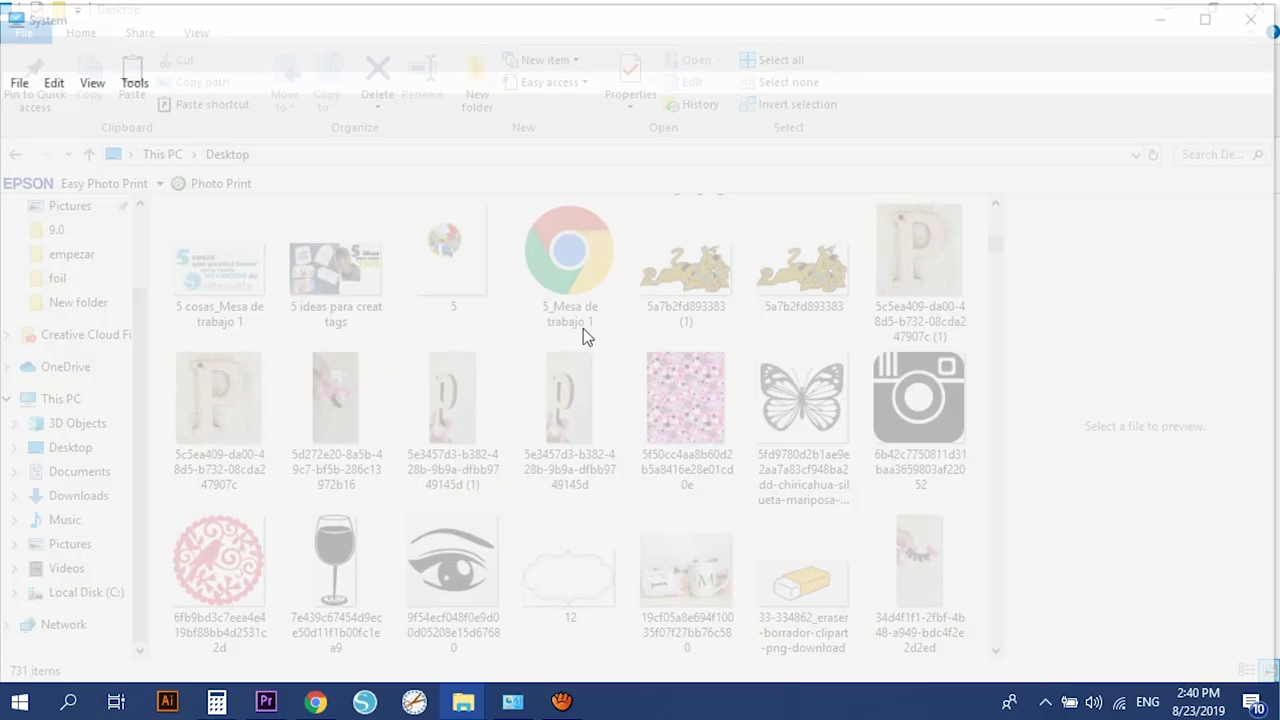 Desktop
System
File Home Share View
File Edit View Tools
Pin to Quick access
Copy
Paste
Cut
Copy path
Paste shortcut
Move to
Copy to
Delete
Rename
New folder
New item
Easy access
Properties
Open
Edit
History
Select all
Select none
Invert selection
Clipboard
Organize
New
Open
Select
This PC > Desktop
Search De...
EPSON Easy Photo Print Photo Print
Pictures
9.0
empezar
foil
New folder
Creative Cloud Fi
OneDrive
This PC
3D Objects
Desktop
Documents
Downloads
Music
Pictures
Videos
Local Disk (C:)
Network
5 cosas_Mesa de
trabajo 1
5 ideas para creat
tags
5
5_Mesa de
trabajo 1
5a7b2fd893383
(1)
5a7b2fd893383
5c5ea409-da00-4
8d5-b732-08cda2
47907c (1)
5c5ea409-da00-4
8d5-b732-08cda2
47907c
5d272e20-8a5b-4
9c7-bf5b-286c13
972b16
5e3457d3-b382-4
28b-9b9a-dfbb97
49145d (1)
5e3457d3-b382-4
28b-9b9a-dfbb97
49145d
5f50cc4aa8b60d2
b5a8416e28e01cd
0e
5fd9780d2b1ae9e
2aa7a83cf948ba2
dd-chiricahua-sil
ueta-mariposa-...
6b42c7750811d31
baa3659803af220
52
6fb9bd3c7eea4e4
19bf88bb4d2531c
2d
7e439c67454d9ec
e50d11f1b00fc1e
a9
9f54ecf048f0e9d0
0d05208e15d6768
0
12
19cf05a8e694f100
35f07f27bb76c58
0
33-334862_eraser
-borrador-clipart
-png-download
34d4f1f1-2fbf-4b
48-a949-bdc4f2e
2d2ed
Select a file to preview.
731 items
Ai
Pr
ENG
2:40 PM
8/23/2019
10